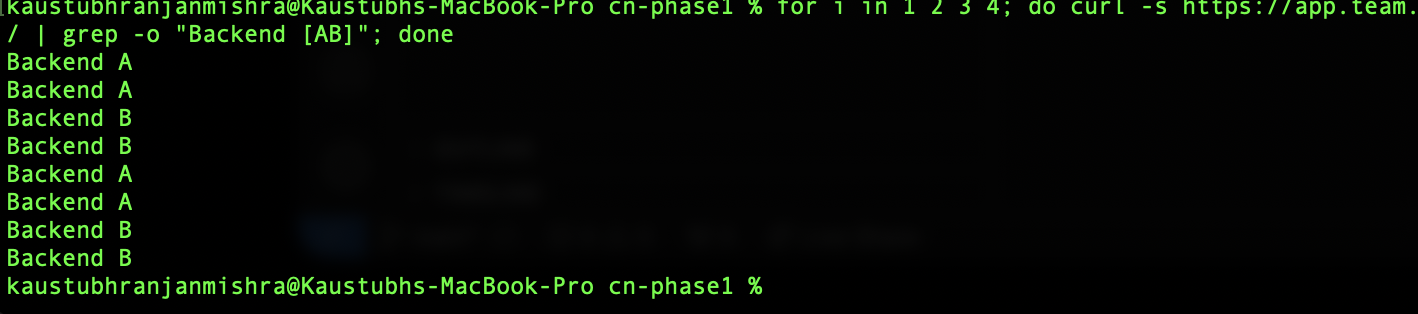 kaustubhranjanmishra@Kaustubhs-MacBook-Pro cn-phase1 % for i in 1 2 3 4; do curl -s https://app.team.
/ | grep -o "Backend [AB]"; done
Backend A
Backend A
Backend B
Backend B
Backend A
Backend A
Backend B
Backend B
kaustubhranjanmishra@Kaustubhs-MacBook-Pro cn-phase1 %